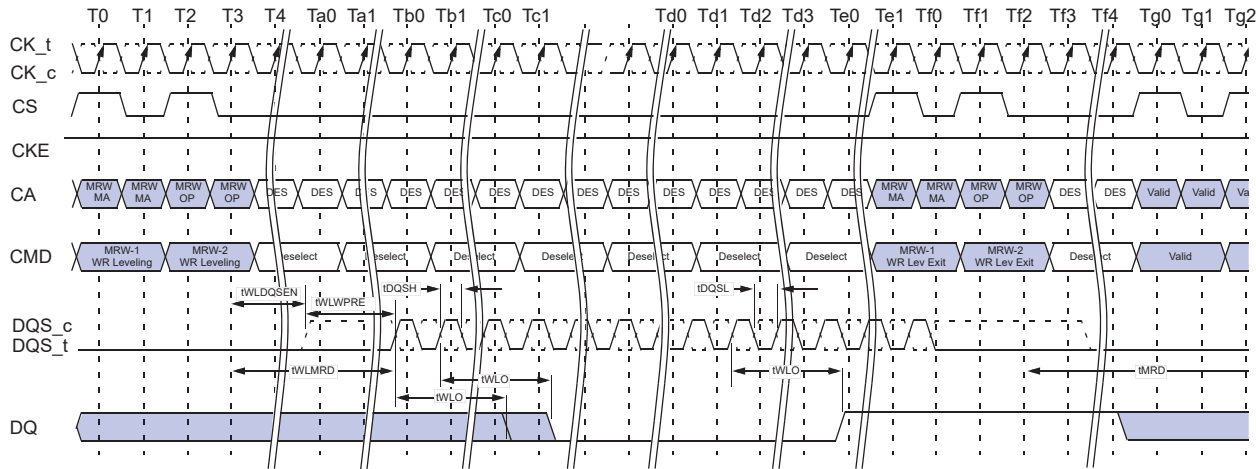 T0 T1 T2 T3 T4 Ta0 Ta1 Tb0 Tb1 Tc0 Tc1 Td0 Td1 Td2 Td3 Te0 Te1 Tf0 Tf1 Tf2 Tf3 Tf4 Tg0 Tq1 Tg2
CK_t
CK_c
CS
CKE
CA
MRW MA MRW MA MRW OP MRW OP DES DES DES DES DES DES DES DES DES DES DES DES DES DES MRW MA MRW MA MRW OP MRW OP DES DES Valid Valid Va
CMD
MRW-1 WR Leveling MRW-2 WR Leveling Deselect Deselect Deselect Deselect Deselect Deselect Deselect MRW-1 WR Lev Exit MRW-2 WR Lev Exit Deselect Valid
tWLDQSEN tWLWPRE tDQSH tDQSL
DQS_c
DQS_t
tWLMRD tWLO tWLO tMRD
tWLO
DQ